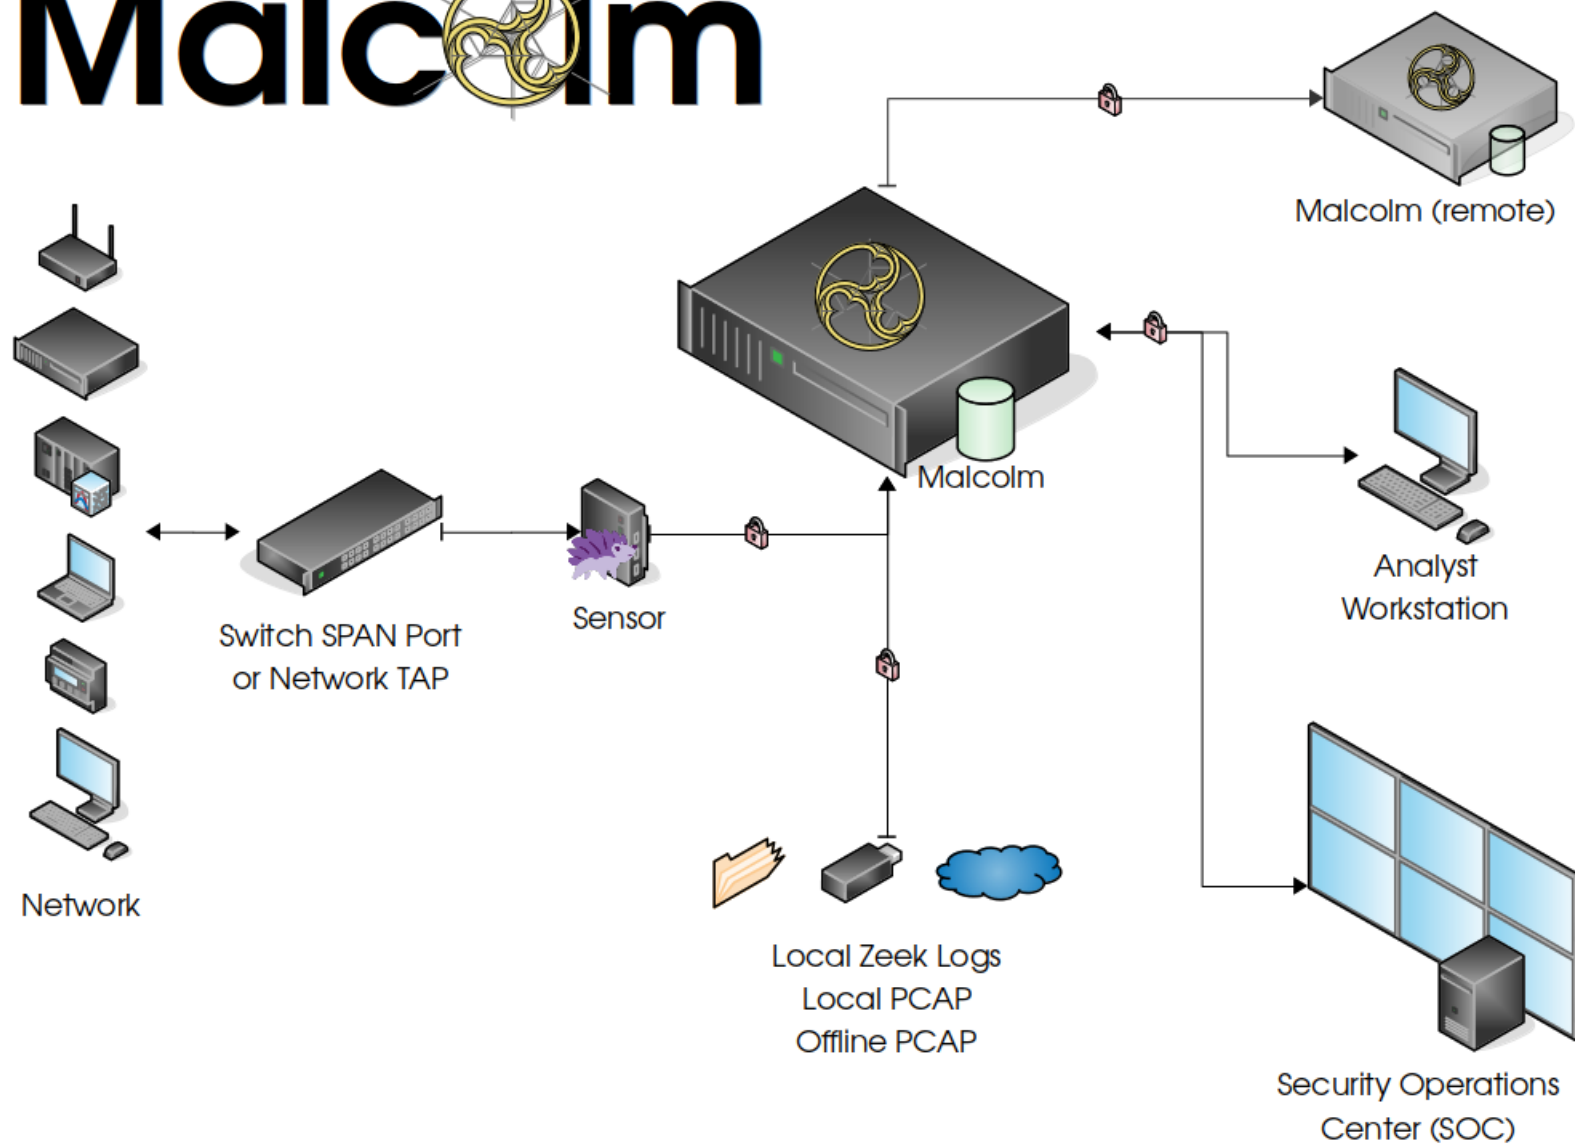 Malcolm
Malcolm (remote)
Malcolm
Switch SPAN Port
or Network TAP
Sensor
Analyst
Workstation
Network
Local Zeek Logs
Local PCAP
Offline PCAP
Security Operations
Center (SOC)